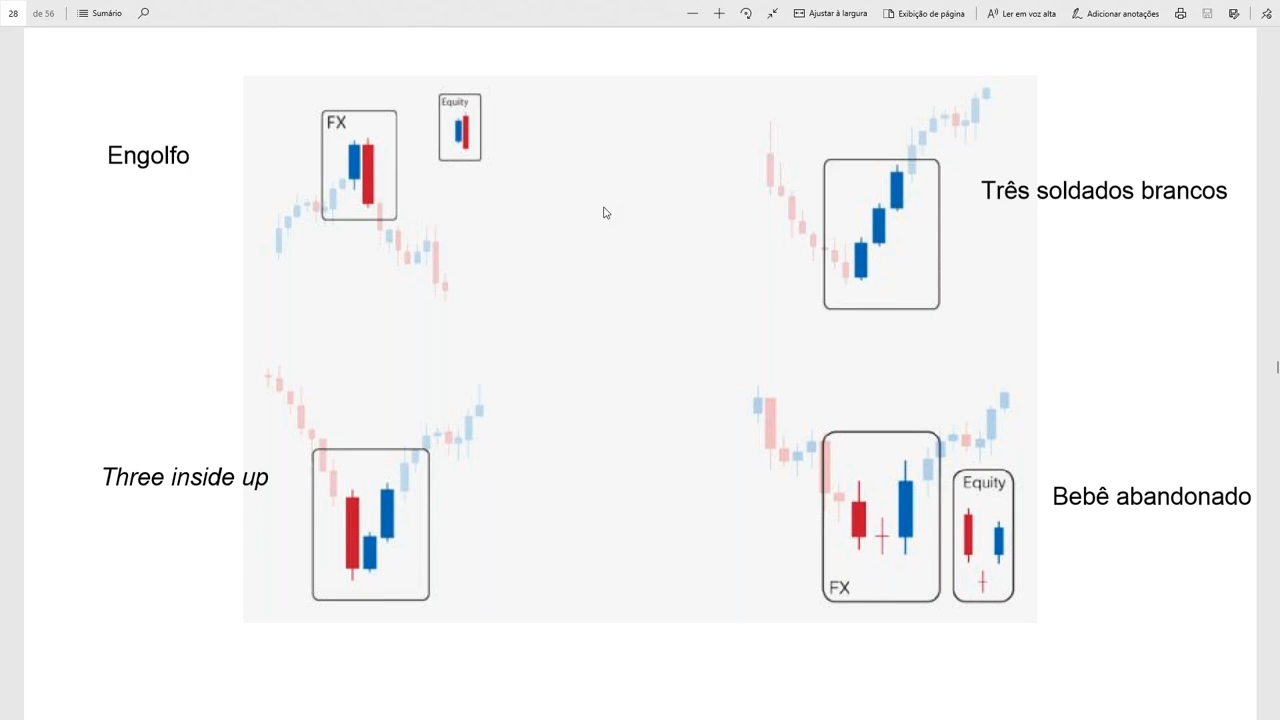 28 de 56 Sumário Ajustar à largura Exibição de página Ler em voz alta Adicionar anotações
FX
Equity
Engolfo
Três soldados brancos
Three inside up
Equity
Bebê abandonado
FX